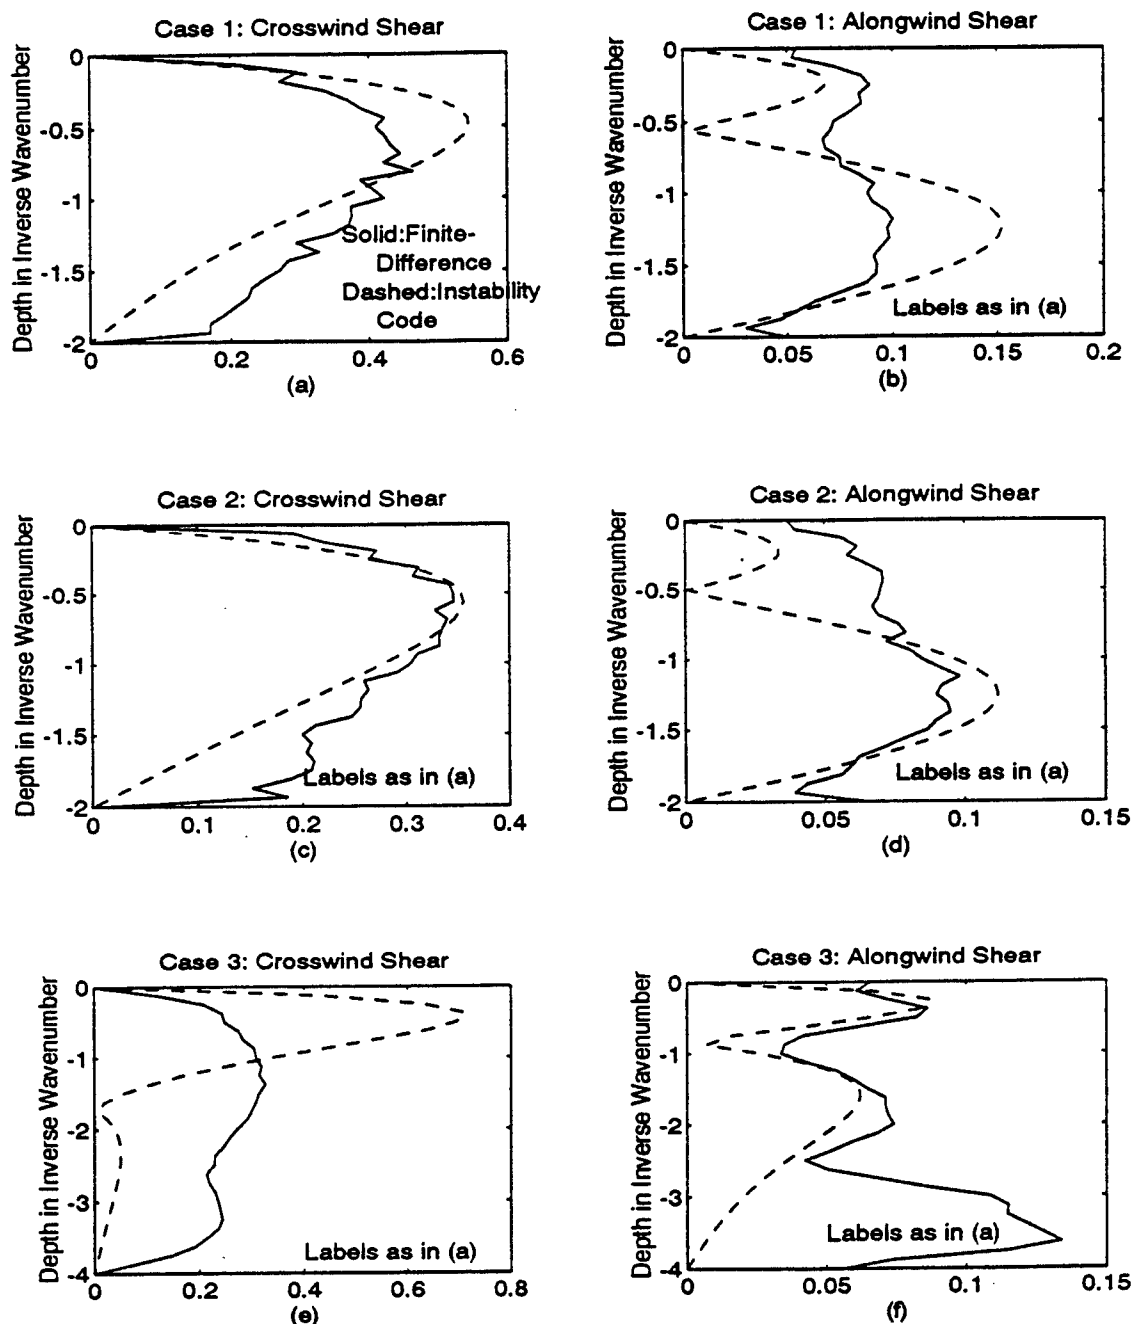 Case 1: Crosswind Shear
Depth in Inverse Wavenumber
0
-0.5
-1
-1.5
-2
Solid:Finite-
Difference
Dashed:Instability
Code
0
0.2
0.4
0.6
(a)
Case 1: Alongwind Shear
Depth in Inverse Wavenumber
0
-0.5
-1
-1.5
-2
Labels as in (a)
0
0.05
0.1
0.15
0.2
(b)
Case 2: Crosswind Shear
Depth in Inverse Wavenumber
0
-0.5
-1
-1.5
-2
Labels as in (a)
0
0.1
0.2
0.3
0.4
(c)
Case 2: Alongwind Shear
Depth in Inverse Wavenumber
0
-0.5
-1
-1.5
-2
Labels as in (a)
0
0.05
0.1
0.15
(d)
Case 3: Crosswind Shear
Depth in Inverse Wavenumber
0
-1
-2
-3
-4
Labels as in (a)
0
0.2
0.4
0.6
0.8
(e)
Case 3: Alongwind Shear
Depth in Inverse Wavenumber
0
-1
-2
-3
-4
Labels as in (a)
0
0.05
0.1
0.15
(f)